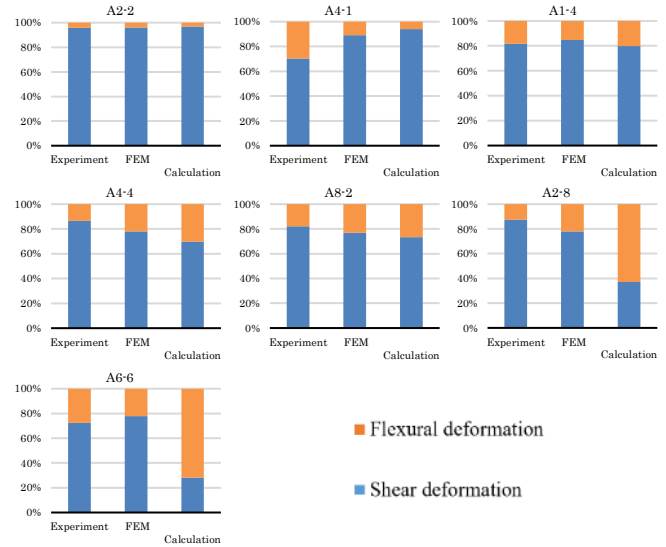 A2-2
100%
80%
60%
40%
20%
0%
Experiment FEM
Calculation
A4-1
100%
80%
60%
40%
20%
0%
Experiment FEM
Calculation
A1-4
100%
80%
60%
40%
20%
0%
Experiment FEM
Calculation
A4-4
100%
80%
60%
40%
20%
0%
Experiment FEM
Calculation
A8-2
100%
80%
60%
40%
20%
0%
Experiment FEM
Calculation
A2-8
100%
80%
60%
40%
20%
0%
Experiment FEM
Calculation
A6-6
100%
80%
60%
40%
20%
0%
Experiment FEM
Calculation
Flexural deformation
Shear deformation